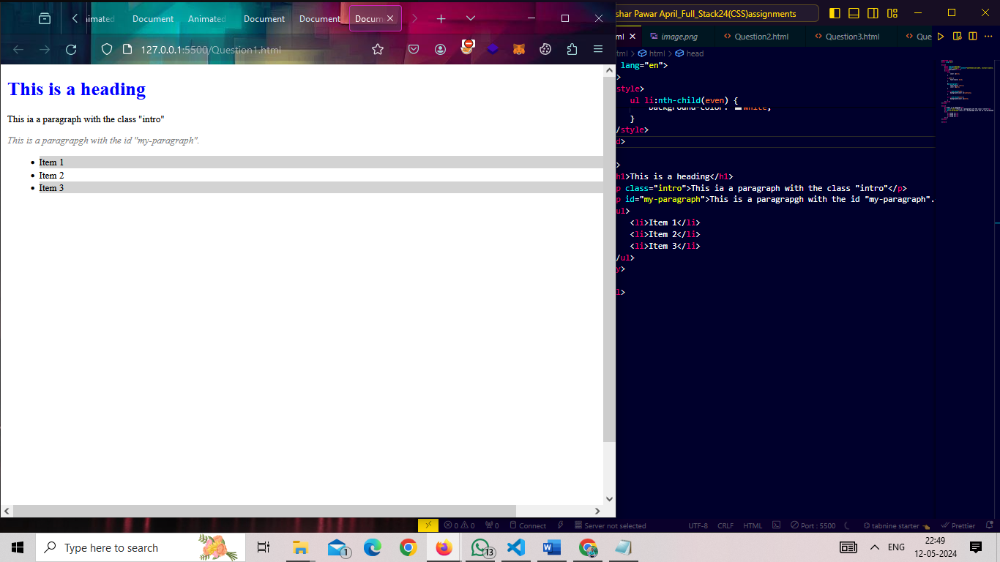 nimated
Document
Animated
Document
Document
Docum
127.0.0.1:5500/Question1.html
This is a heading
This ia a paragraph with the class "intro"
This is a paragrapgh with the id "my-paragraph".
Item 1
Item 2
Item 3
shar Pawar April_Full_Stack24(CSS)assignments
ml
image.png
Question2.html
Question3.html
Que
tml > html > head
lang="en">
>
style>
ul li:nth-child(even) {
background-color: white;
}
/style>
d>
>
h1>This is a heading</h1>
p class="intro">This ia a paragraph with the class "intro"</p>
p id="my-paragraph">This is a paragrapgh with the id "my-paragraph".
ul>
<li>Item 1</li>
<li>Item 2</li>
<li>Item 3</li>
/ul>
y>
l>
0 0 0 Connect Server not selected UTF-8 CRLF HTML Port : 5500 tabnine starter Prettier
Type here to search
1
13
ENG
22:49
12-05-2024